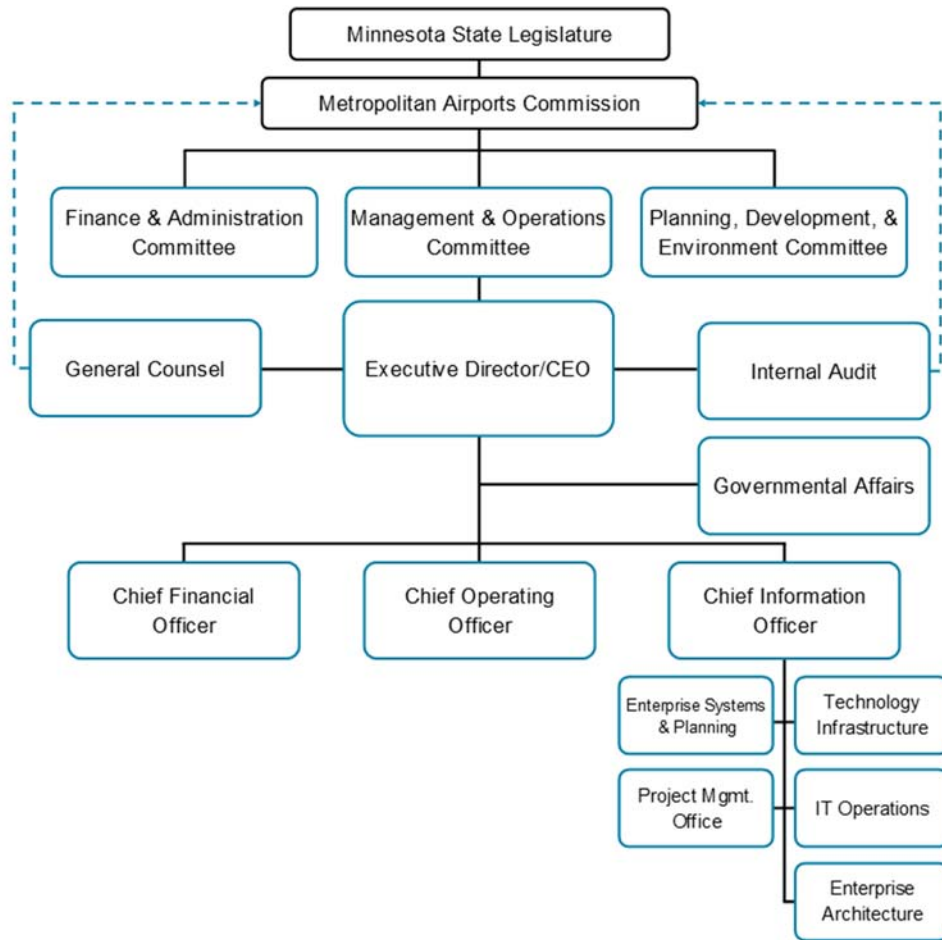 Minnesota State Legislature
Metropolitan Airports Commission
Finance & Administration
Committee
Management & Operations
Committee
Planning, Development, &
Environment Committee
General Counsel
Executive Director/CEO
Internal Audit
Governmental Affairs
Chief Financial
Officer
Chief Operating
Officer
Chief Information
Officer
Enterprise Systems
& Planning
Technology
Infrastructure
Project Mgmt.
Office
IT Operations
Enterprise
Architecture